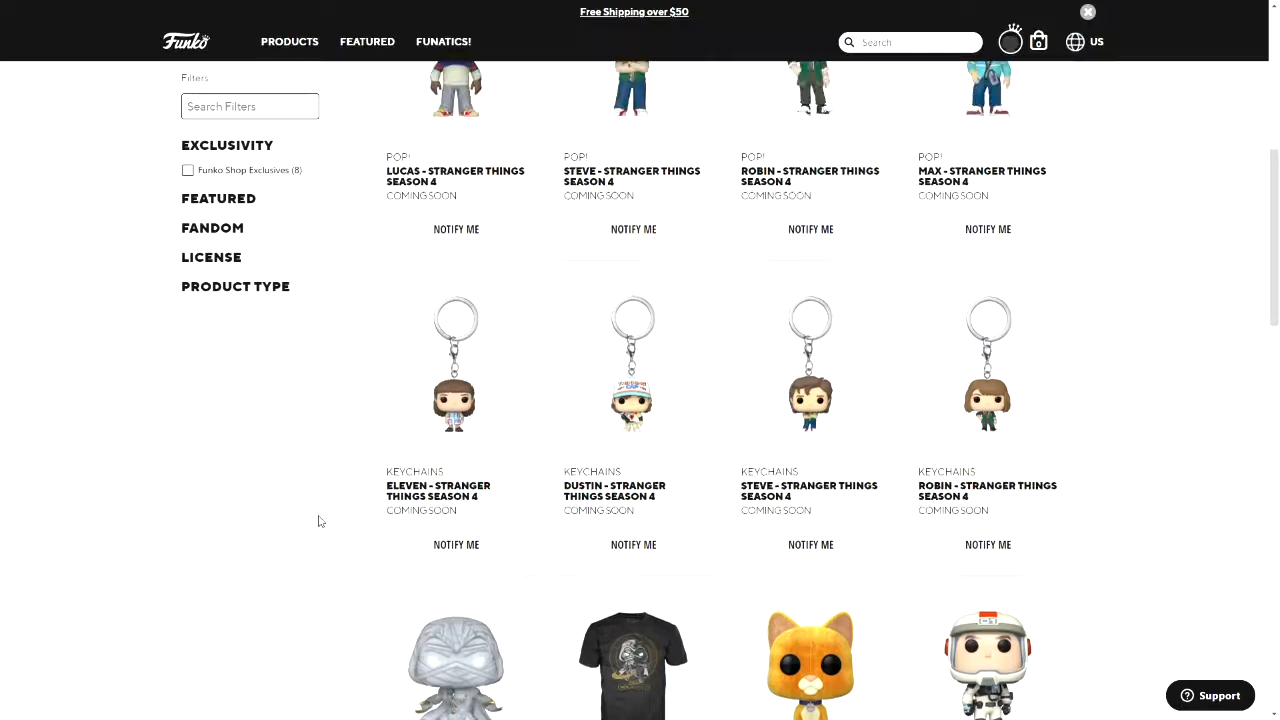 Free Shipping over $50
Funko
PRODUCTS
FEATURED
FUNATICS!
Search
0
US
Filters
Search Filters
EXCLUSIVITY
Funko Shop Exclusives (8)
FEATURED
FANDOM
LICENSE
PRODUCT TYPE
POP!
LUCAS - STRANGER THINGS
SEASON 4
COMING SOON
NOTIFY ME
POP!
STEVE - STRANGER THINGS
SEASON 4
COMING SOON
NOTIFY ME
POP!
ROBIN - STRANGER THINGS
SEASON 4
COMING SOON
NOTIFY ME
POP!
MAX - STRANGER THINGS
SEASON 4
COMING SOON
NOTIFY ME
KEYCHAINS
ELEVEN - STRANGER
THINGS SEASON 4
COMING SOON
NOTIFY ME
KEYCHAINS
DUSTIN - STRANGER
THINGS SEASON 4
COMING SOON
NOTIFY ME
KEYCHAINS
STEVE - STRANGER THINGS
SEASON 4
COMING SOON
NOTIFY ME
KEYCHAINS
ROBIN - STRANGER THINGS
SEASON 4
COMING SOON
NOTIFY ME
Support